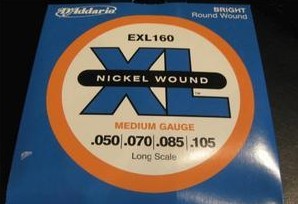 D'Addario
BRIGHT
Round Wound
EXL160
XL
NICKEL WOUND
MEDIUM GAUGE
.050|.070|.085|.105
Long Scale